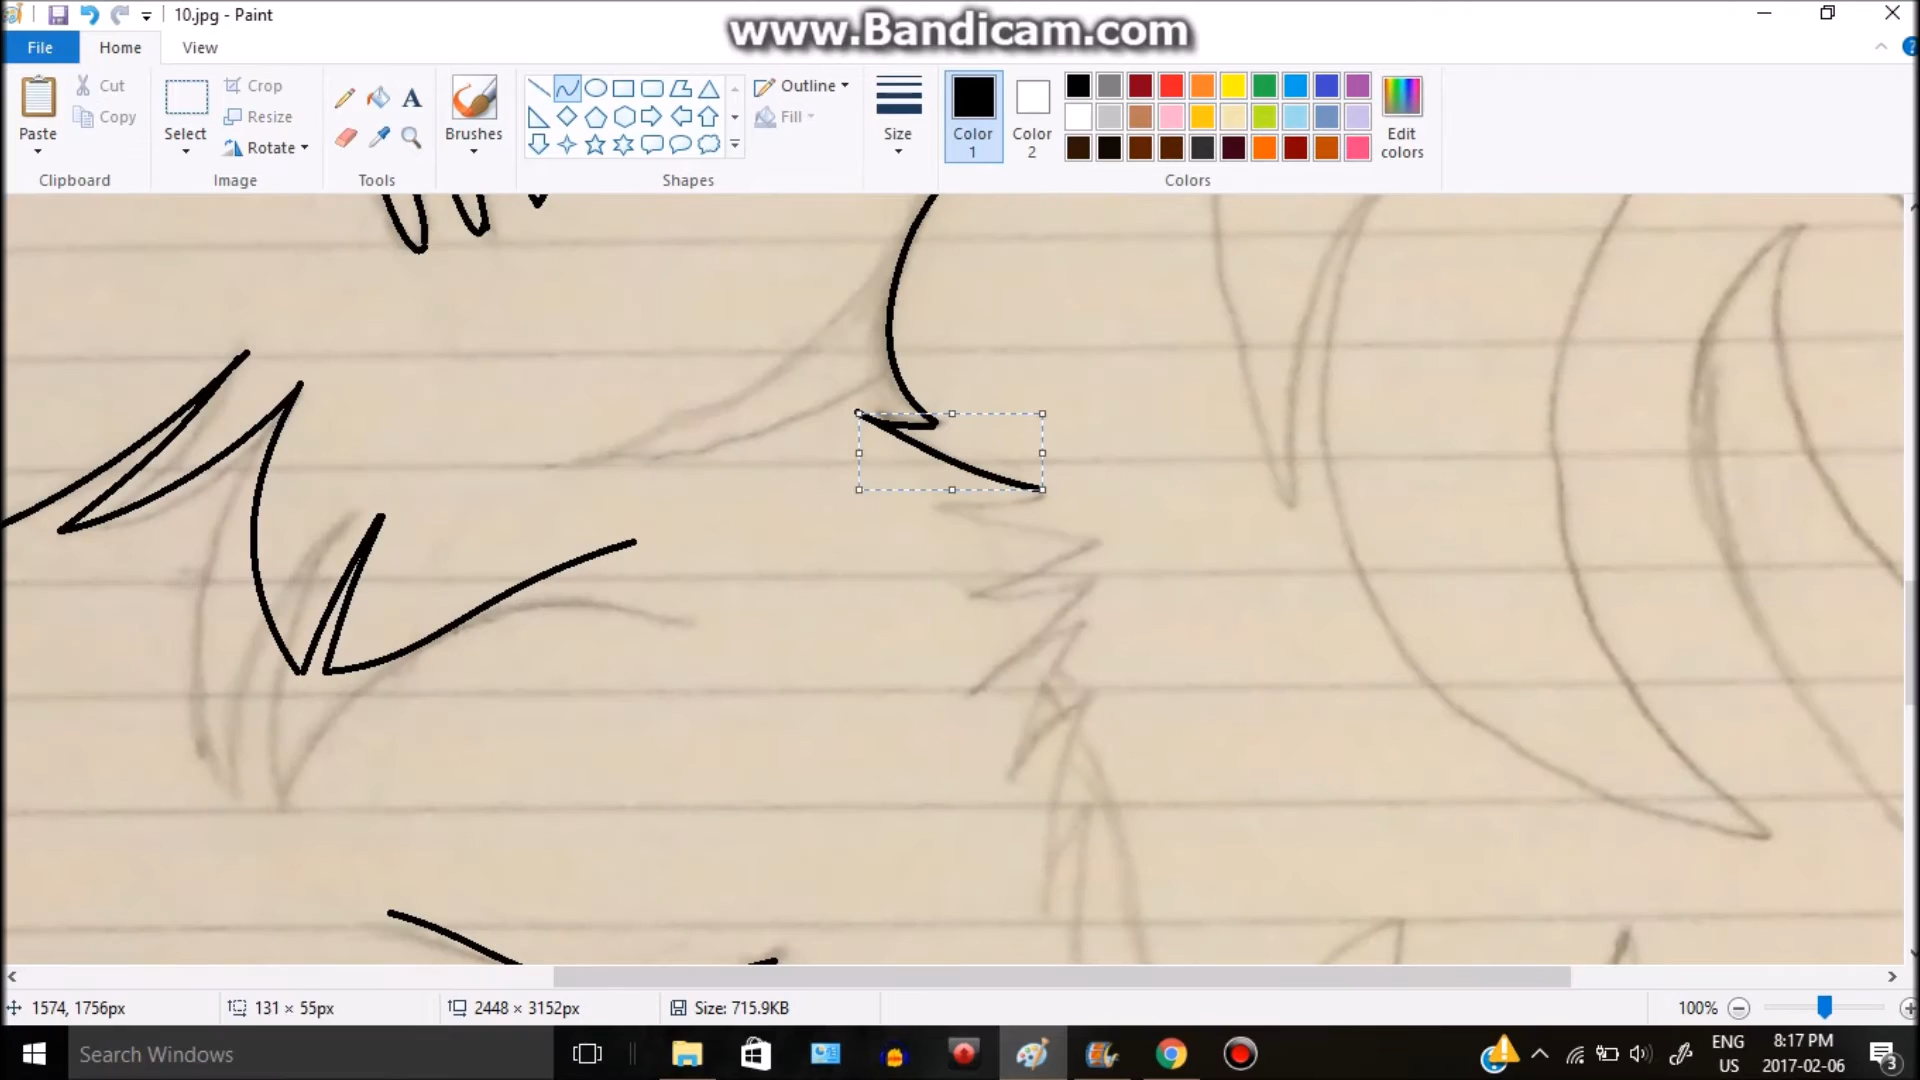 10.jpg - Paint
www.Bandicam.com
File
Home
View
Paste
Cut
Copy
Clipboard
Select
Crop
Resize
Rotate
Image
A
Tools
Brushes
Outline
Fill
Shapes
Size
Color
1
Color
2
Edit
colors
Colors
?
1574, 1756px
131 × 55px
2448 × 3152px
Size: 715.9KB
100%
Search Windows
ENG
US
8:17 PM
2017-02-06
3